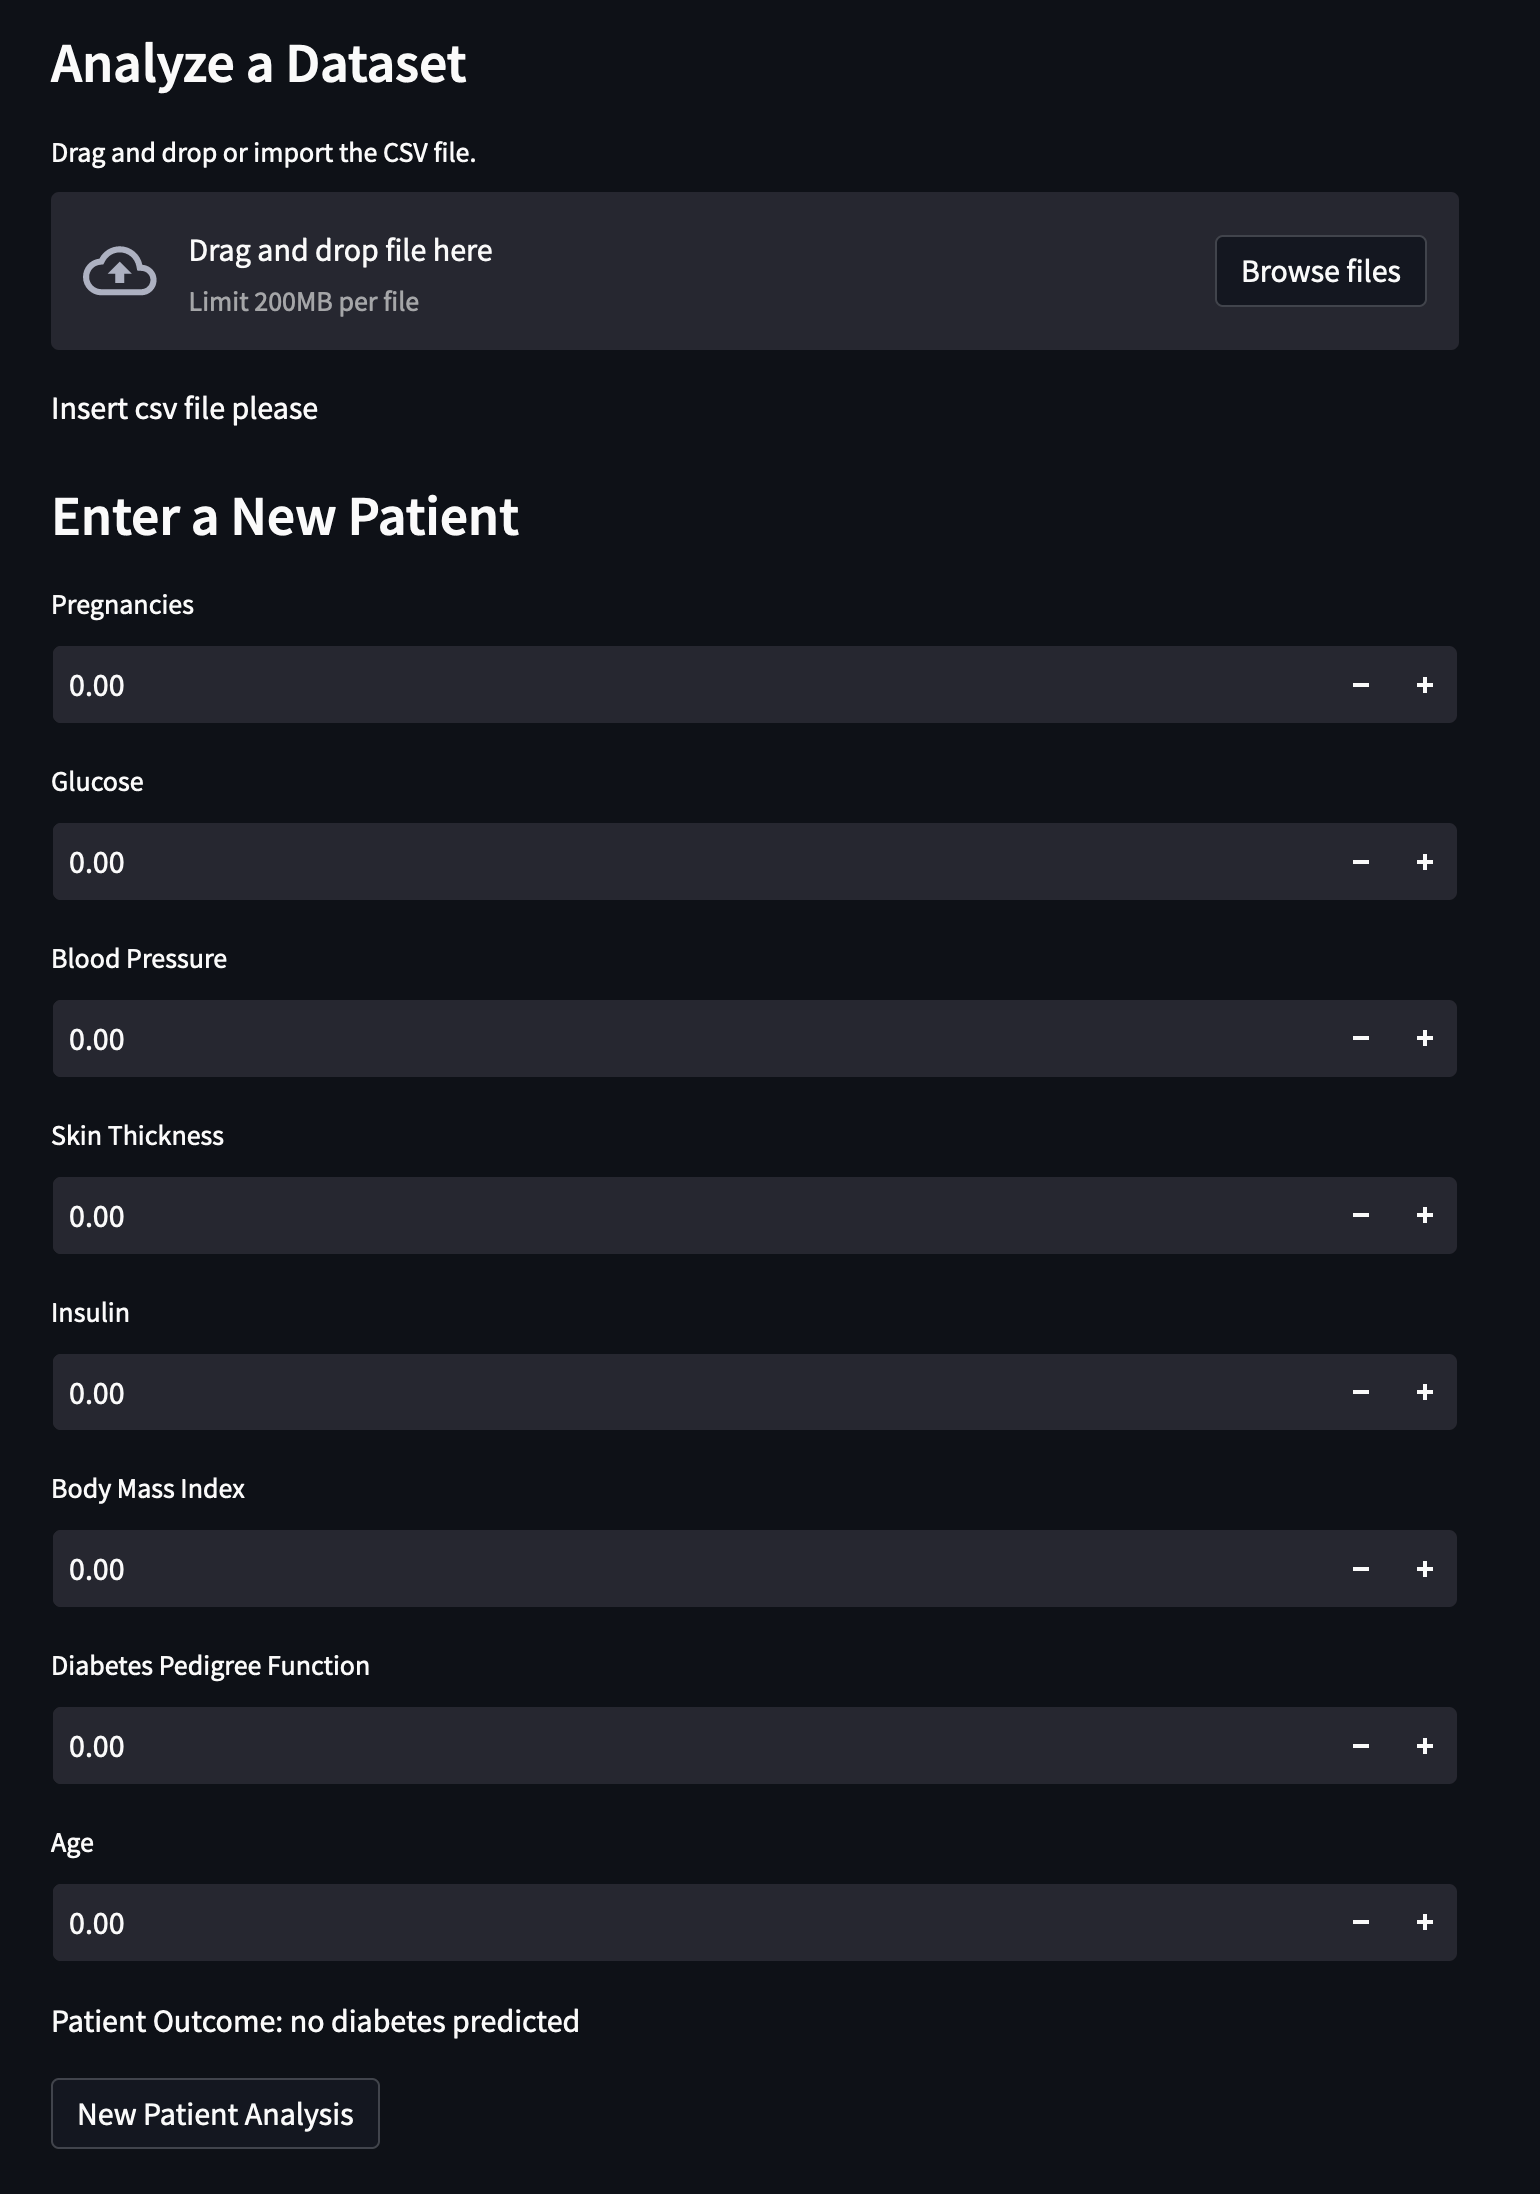 Analyze a Dataset
Drag and drop or import the CSV file.
Drag and drop file here
Limit 200MB per file
Browse files
Insert csv file please
Enter a New Patient
Pregnancies
0.00 − +
Glucose
0.00 − +
Blood Pressure
0.00 − +
Skin Thickness
0.00 − +
Insulin
0.00 − +
Body Mass Index
0.00 − +
Diabetes Pedigree Function
0.00 − +
Age
0.00 − +
Patient Outcome: no diabetes predicted
New Patient Analysis